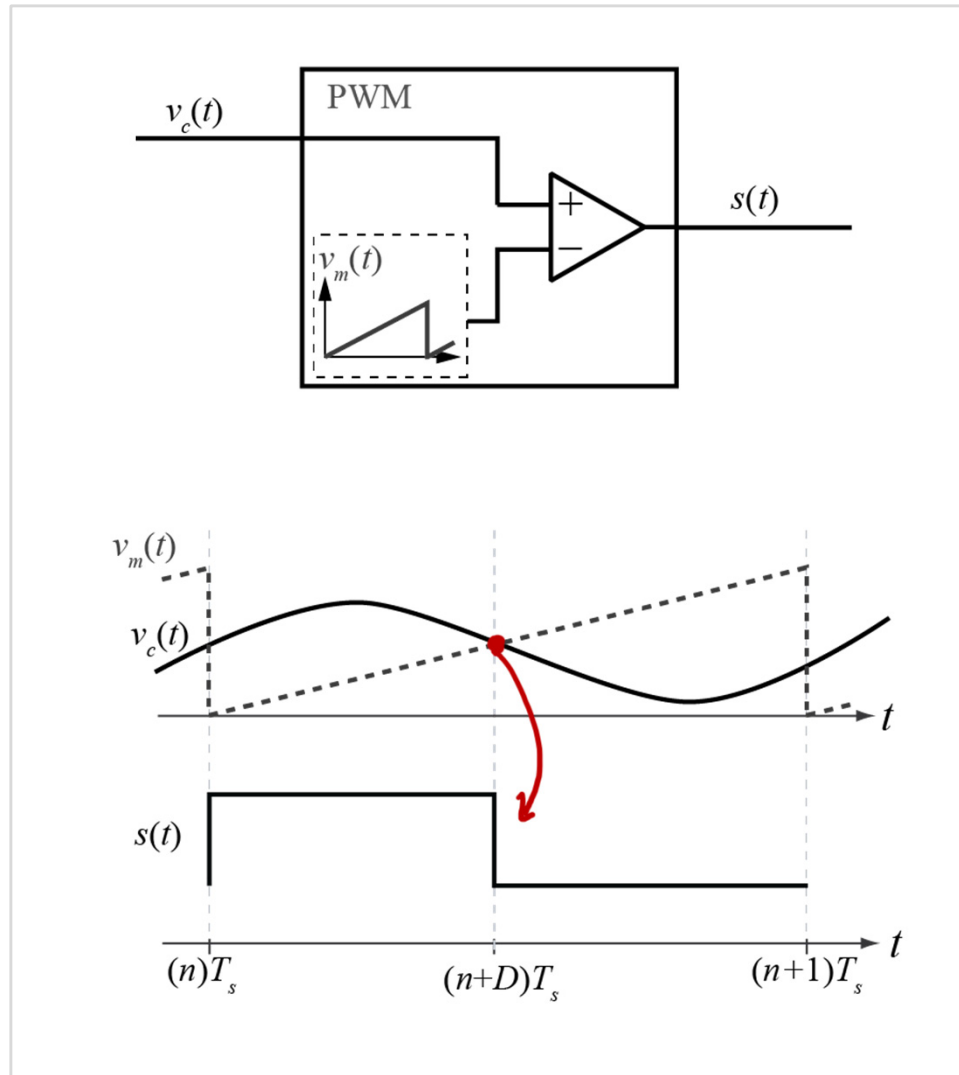 PWM
v_c(t)
s(t)
+
v_m(t)
−
v_m(t)
v_c(t)
t
s(t)
t
(n)T_s
(n+D)T_s
(n+1)T_s